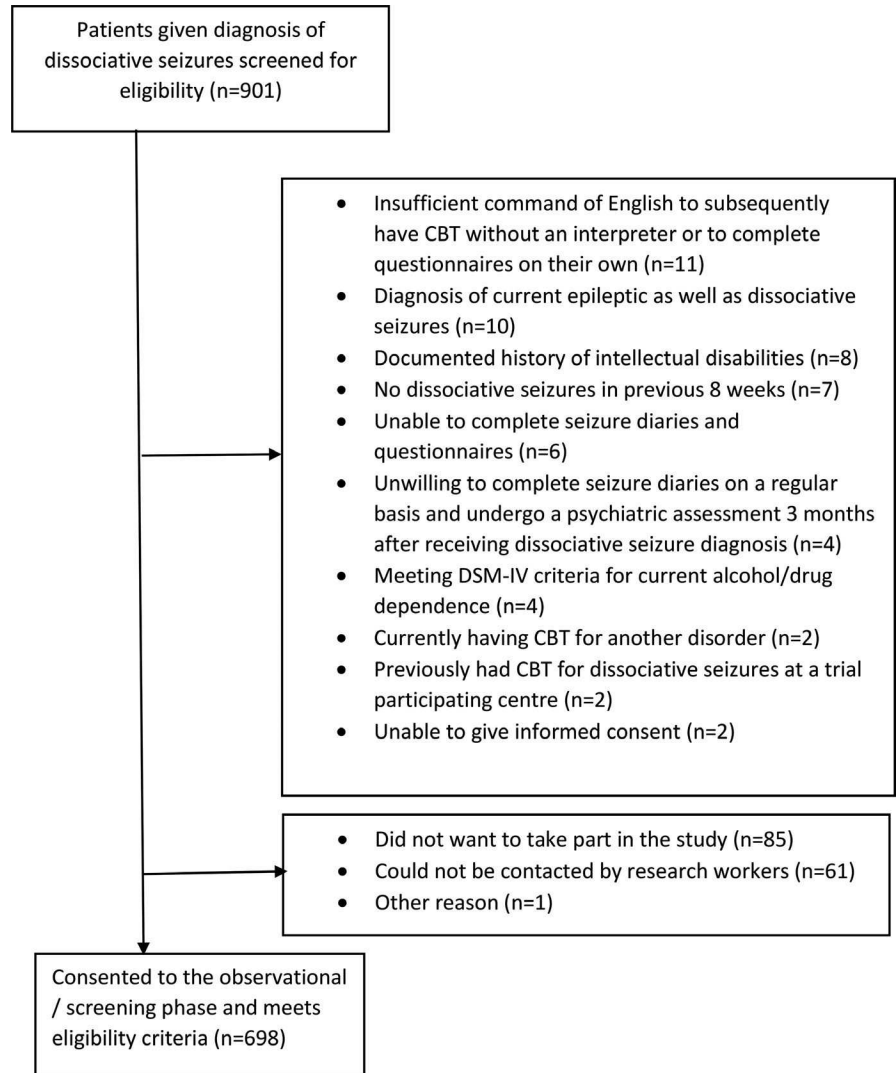 Patients given diagnosis of
dissociative seizures screened for
eligibility (n=901)
• Insufficient command of English to subsequently
have CBT without an interpreter or to complete
questionnaires on their own (n=11)
• Diagnosis of current epileptic as well as dissociative
seizures (n=10)
• Documented history of intellectual disabilities (n=8)
• No dissociative seizures in previous 8 weeks (n=7)
• Unable to complete seizure diaries and
questionnaires (n=6)
• Unwilling to complete seizure diaries on a regular
basis and undergo a psychiatric assessment 3 months
after receiving dissociative seizure diagnosis (n=4)
• Meeting DSM-IV criteria for current alcohol/drug
dependence (n=4)
• Currently having CBT for another disorder (n=2)
• Previously had CBT for dissociative seizures at a trial
participating centre (n=2)
• Unable to give informed consent (n=2)
• Did not want to take part in the study (n=85)
• Could not be contacted by research workers (n=61)
• Other reason (n=1)
Consented to the observational
/ screening phase and meets
eligibility criteria (n=698)